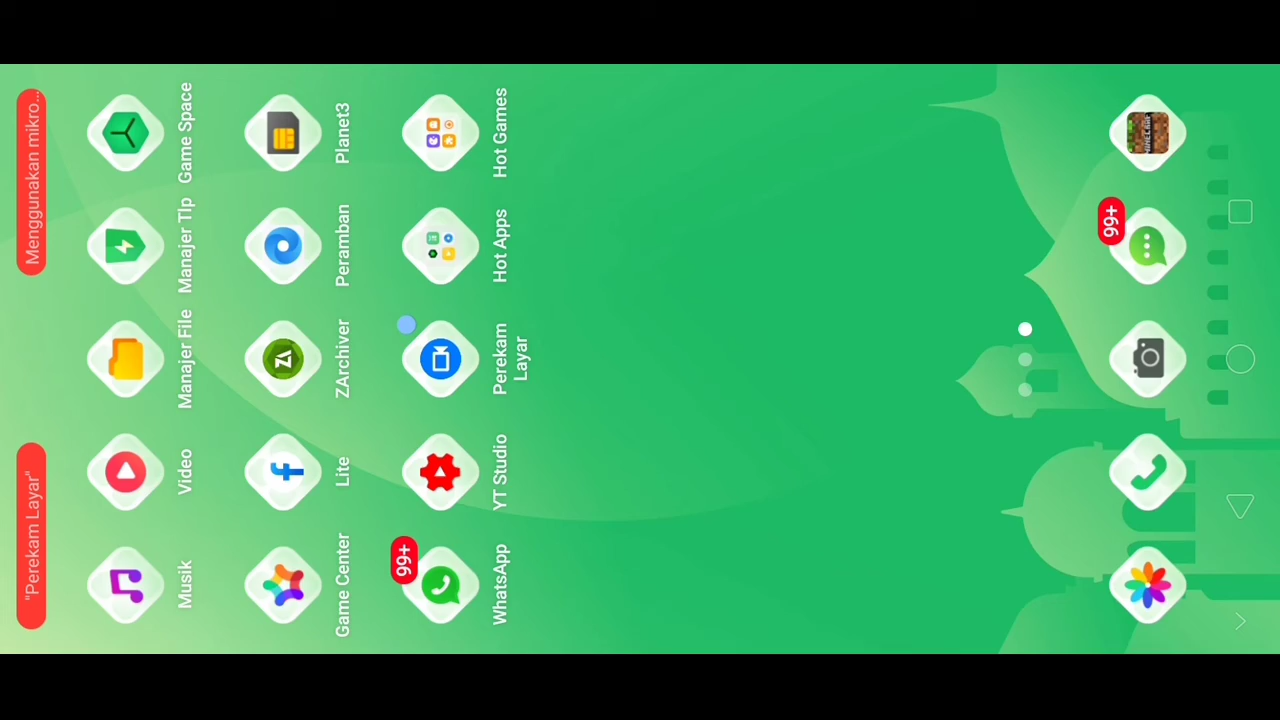 "Perekam Layar" Menggunakan mikro...
Musik
Video
Manajer File
Manajer Tlp
Game Space
Game Center
Lite
ZArchiver
Peramban
Planet3
99+
WhatsApp
YT Studio
Perekam
Layar
Hot Apps
Hot Games
99+